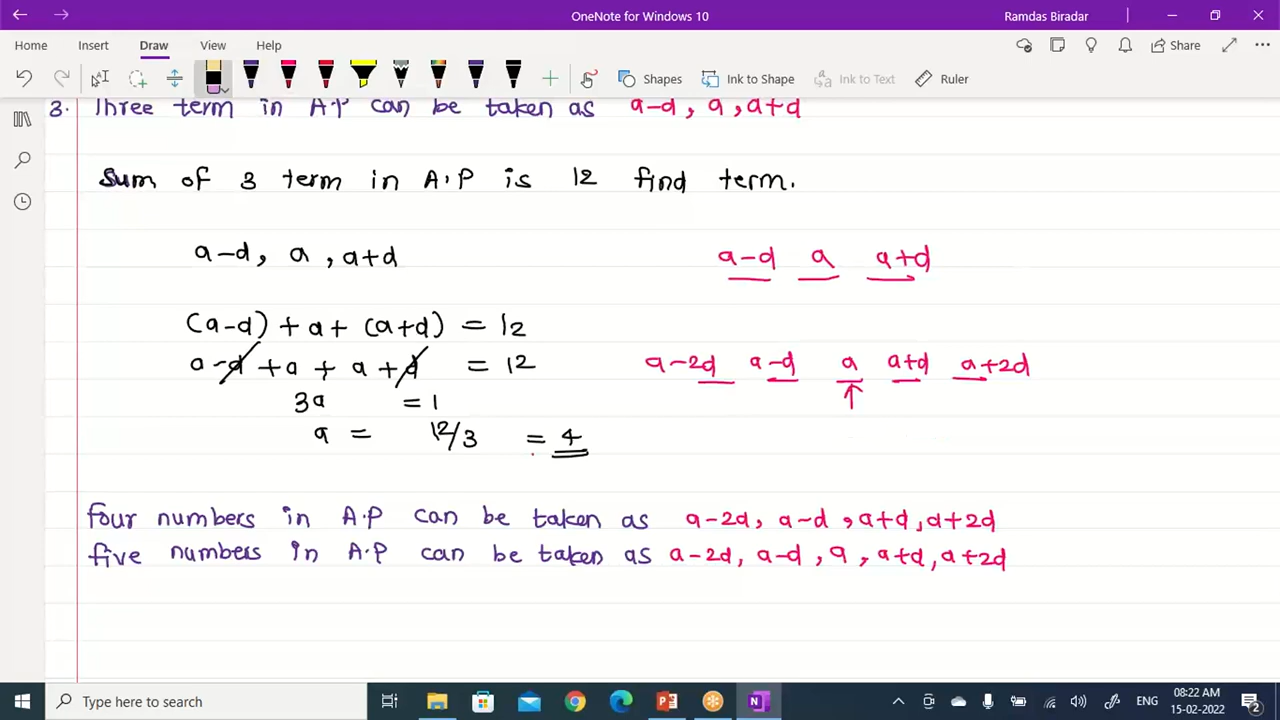 OneNote for Windows 10
Ramdas Biradar
Home Insert Draw View Help
Share
Shapes Ink to Shape Ink to Text Ruler
3. Three term in A.P can be taken as a-d, a, a+d
Sum of 3 term in A.P is 12 find term.
a-d, a, a+d
a-d a a+d
(a-d) + a + (a+d) = 12
a-d + a + a + d = 12
a-2d a-d a a+d a+2d
3a = 1
a = 12/3 = 4
four numbers in A.P can be taken as a-2d, a-d, a+d, a+2d
five numbers in A.P can be taken as a-2d, a-d, a, a+d, a+2d
Type here to search
ENG
08:22 AM
15-02-2022
2